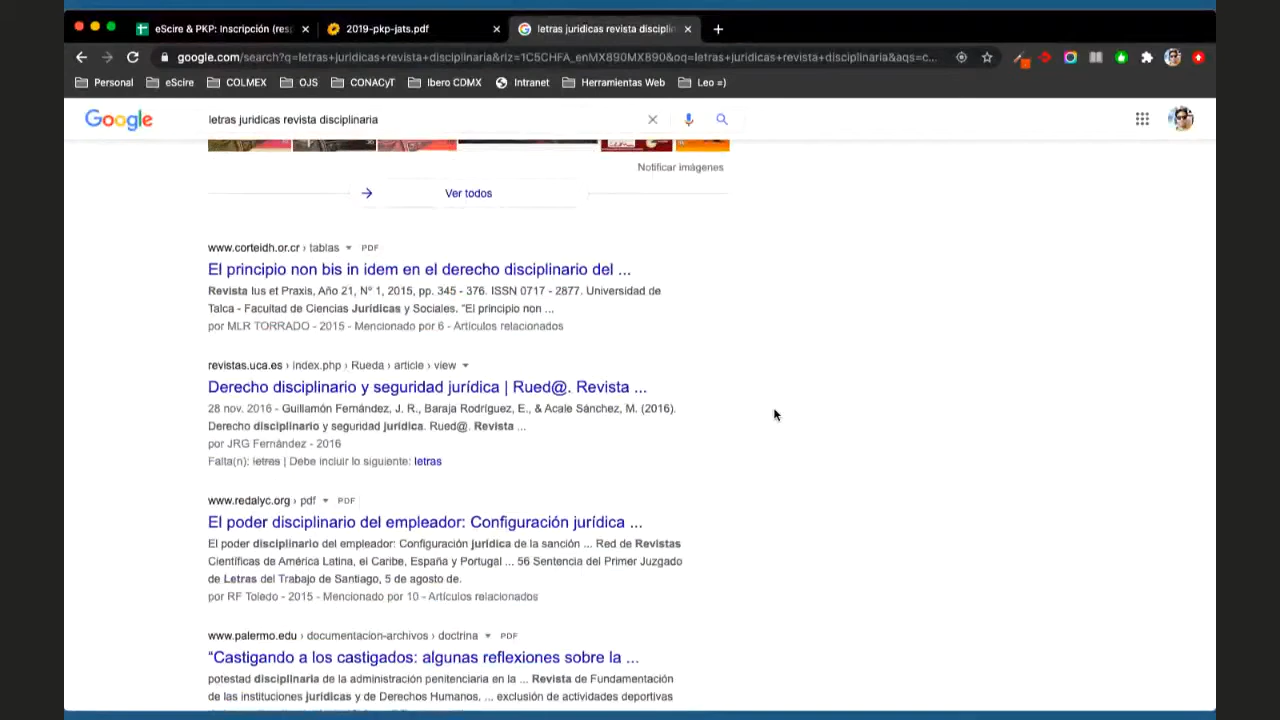 eScire & PKP: Inscripción (res
2019-pkp-jats.pdf
letras juridicas revista disciplin
google.com/search?q=letras+juridicas+revista+disciplinaria&riz=1C5CHFA_enMX890MX890&oq=letras+juridicas+revista+disciplinaria&aqs=c...
Personal eScire COLMEX OJS CONACyT Ibero CDMX Intranet Herramientas Web Leo =)
Google
letras juridicas revista disciplinaria
Notificar imágenes
Ver todos
www.corteidh.or.cr › tablas PDF
El principio non bis in idem en el derecho disciplinario del ...
Revista Ius et Praxis, Año 21, Nº 1, 2015, pp. 345 - 376. ISSN 0717 - 2877. Universidad de
Talca - Facultad de Ciencias Jurídicas y Sociales. "El principio non ...
por MLR TORRADO - 2015 - Mencionado por 6 - Artículos relacionados
revistas.uca.es › index.php › Rueda › article › view
Derecho disciplinario y seguridad jurídica | Rued@. Revista ...
28 nov. 2016 - Guillamón Fernández, J. R., Baraja Rodríguez, E., & Acale Sánchez, M. (2016).
Derecho disciplinario y seguridad jurídica. Rued@. Revista ...
por JRG Fernández - 2016
Falta(n): letras | Debe incluir lo siguiente: letras
www.redalyc.org › pdf PDF
El poder disciplinario del empleador: Configuración jurídica ...
El poder disciplinario del empleador: Configuración jurídica de la sanción ... Red de Revistas
Científicas de América Latina, el Caribe, España y Portugal ... 56 Sentencia del Primer Juzgado
de Letras del Trabajo de Santiago, 5 de agosto de.
por RF Toledo - 2015 - Mencionado por 10 - Artículos relacionados
www.palermo.edu › documentacion-archivos › doctrina PDF
"Castigando a los castigados: algunas reflexiones sobre la ...
potestad disciplinaria de la administración penitenciaria en la ... Revista de Fundamentación
de las instituciones jurídicas y de Derechos Humanos, ... exclusión de actividades deportivas